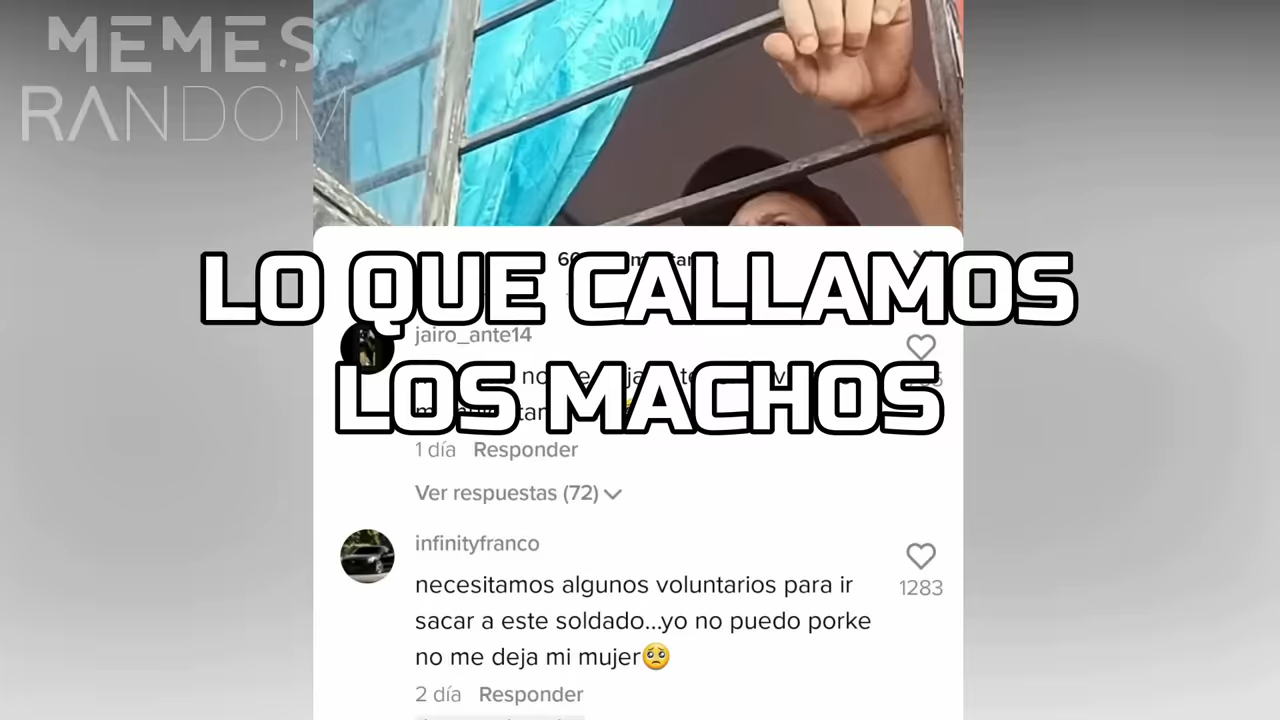 MEMES
RANDOM
LO QUE CALLAMOS
LOS MACHOS
jairo_ante14
1 día Responder
Ver respuestas (72)
infinityfranco
necesitamos algunos voluntarios para ir
1283
sacar a este soldado...yo no puedo porke
no me deja mi mujer🥺
2 día Responder